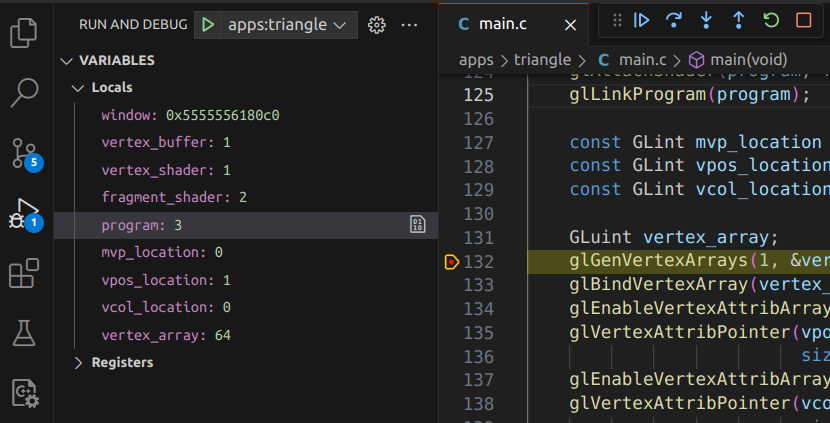 RUN AND DEBUG apps:triangle ...
VARIABLES
Locals
window: 0x5555556180c0
vertex_buffer: 1
vertex_shader: 1
fragment_shader: 2
program: 3
mvp_location: 0
vpos_location: 1
vcol_location: 0
vertex_array: 64
Registers
5
1
C main.c
apps > triangle > C main.c > main(void)
125 glLinkProgram(program);
126
127 const GLint mvp_location
128 const GLint vpos_location
129 const GLint vcol_location
130
131 GLuint vertex_array;
132 glGenVertexArrays(1, &ver
133 glBindVertexArray(vertex_
134 glEnableVertexAttribArray
135 glVertexAttribPointer(vpo
136 siz
137 glEnableVertexAttribArray
138 glVertexAttribPointer(vco